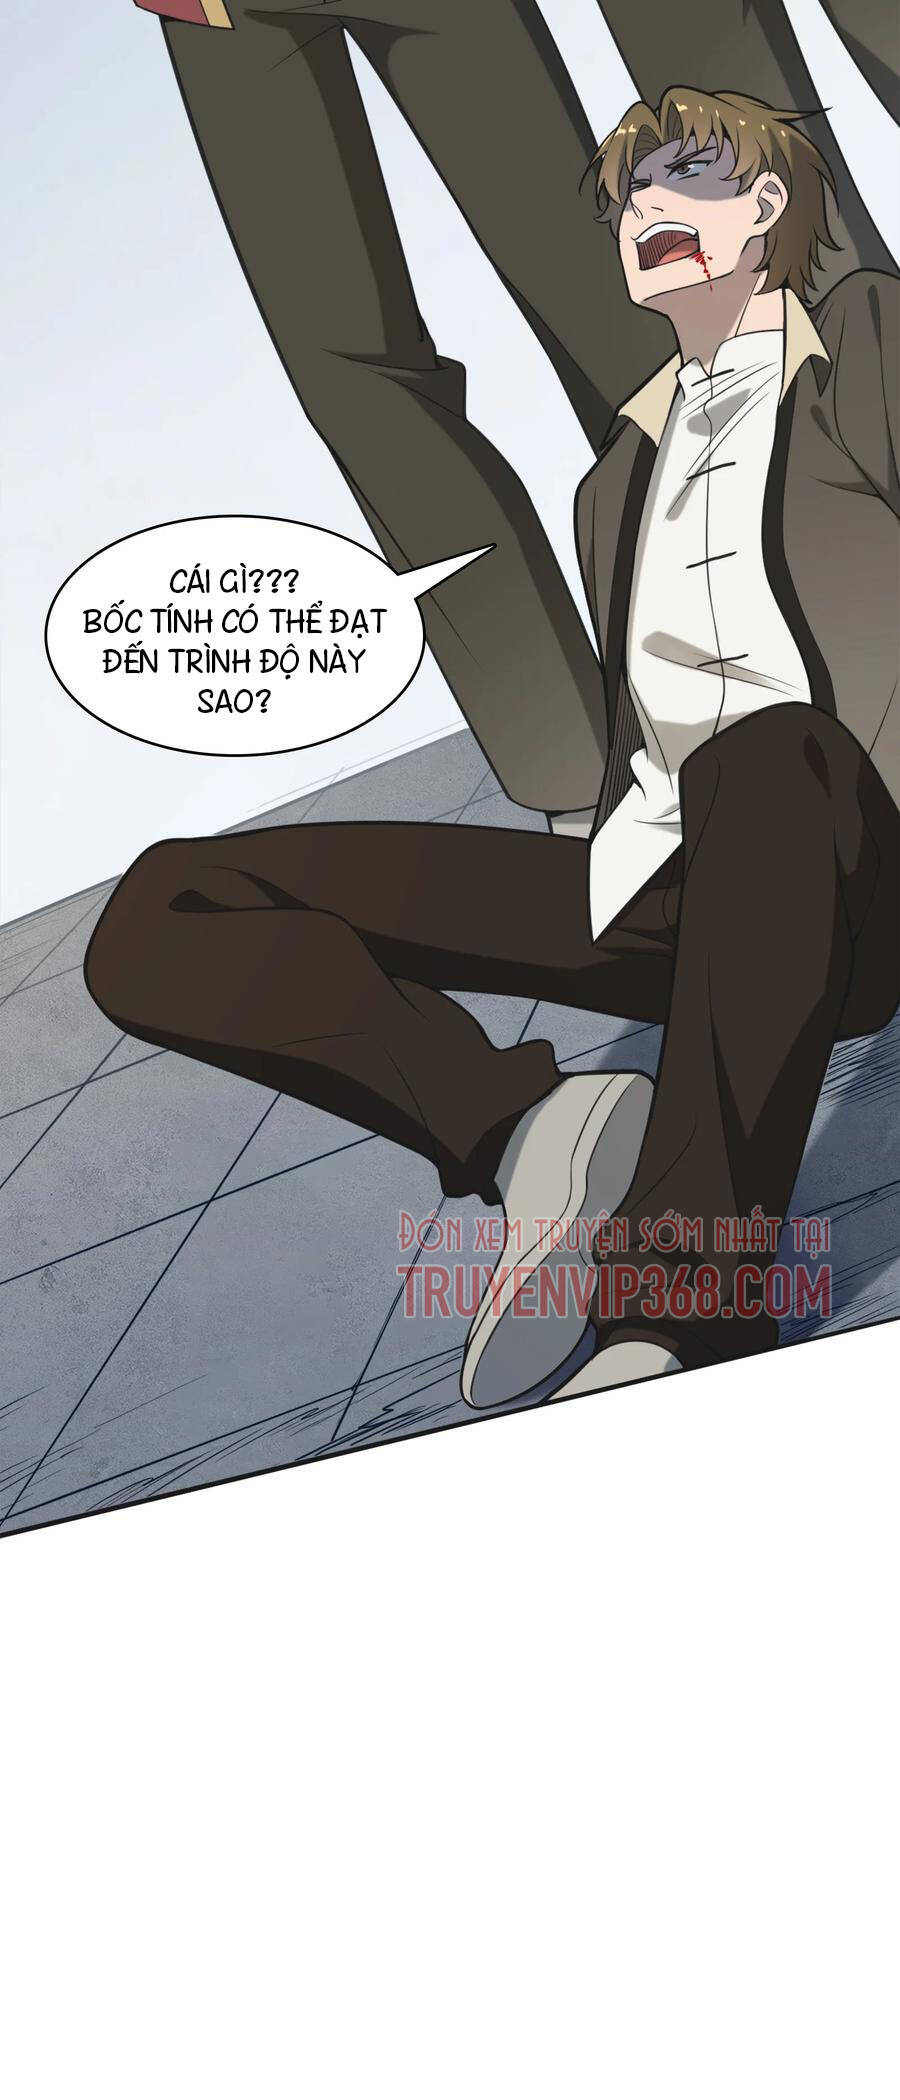 CÁI GÌ???
BỐC TÍNH CÓ THỂ ĐẠT
ĐẾN TRÌNH ĐỘ NÀY
SAO?
ĐÓN XEM TRUYỆN SỚM NHẤT TẠI
TRUYENVIP368.COM